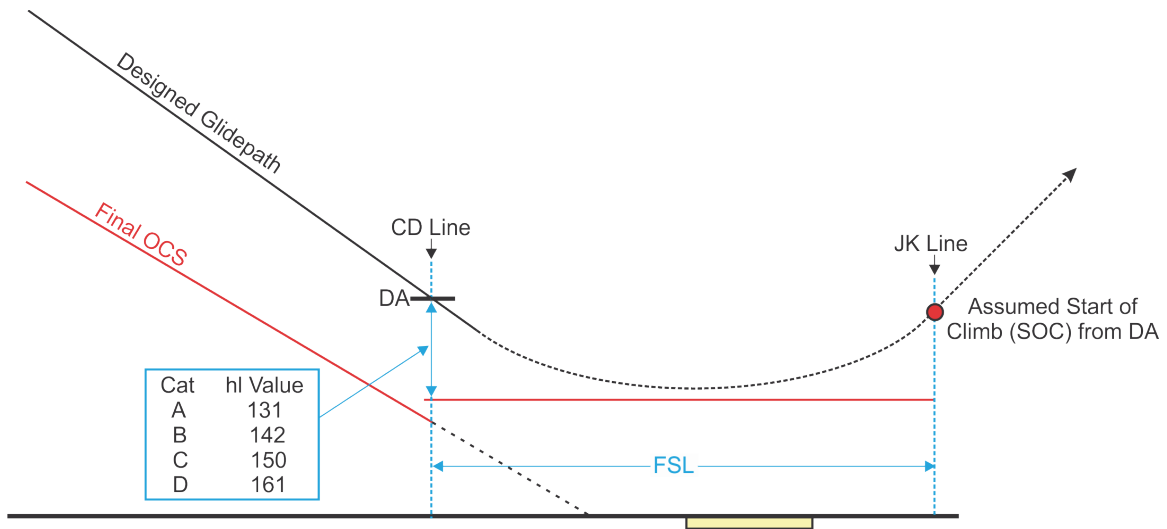 Designed Glidepath
Final OCS
CD Line
JK Line
DA
Assumed Start of
Climb (SOC) from DA
Cat hl Value
A 131
B 142
C 150
D 161
FSL